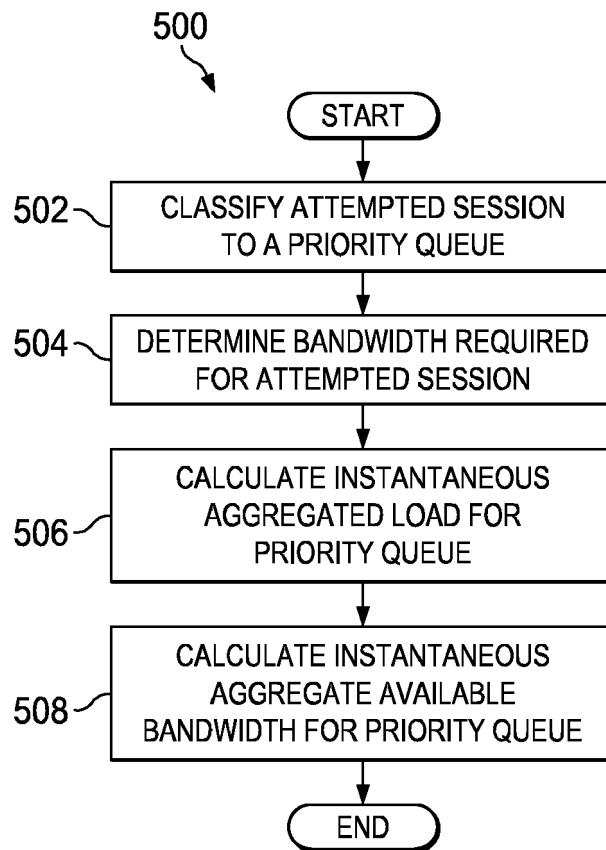 500
START
502
CLASSIFY ATTEMPTED SESSION
TO A PRIORITY QUEUE
504
DETERMINE BANDWIDTH REQUIRED
FOR ATTEMPTED SESSION
506
CALCULATE INSTANTANEOUS
AGGREGATED LOAD FOR
PRIORITY QUEUE
508
CALCULATE INSTANTANEOUS
AGGREGATE AVAILABLE
BANDWIDTH FOR PRIORITY QUEUE
END